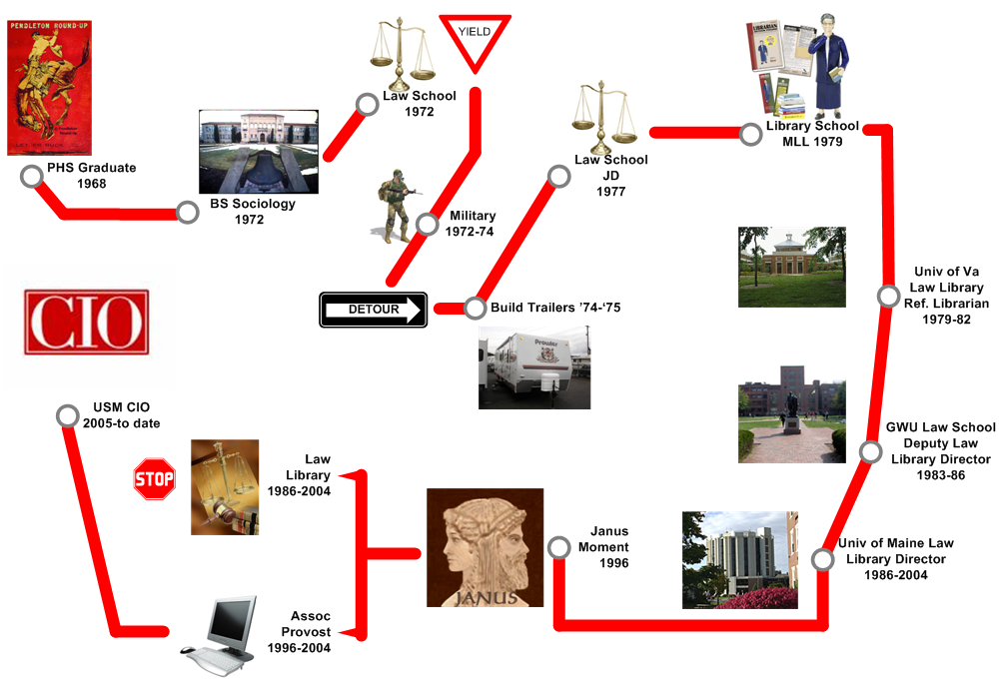 PENDLETON ROUND-UP
PHS Graduate
1968
BS Sociology
1972
Law School
1972
YIELD
Military
1972-74
DETOUR
Build Trailers ’74-‘75
Prowler
Law School
JD
1977
LIBRARIAN
Library School
MLL 1979
Univ of Va
Law Library
Ref. Librarian
1979-82
GWU Law School
Deputy Law
Library Director
1983-86
Univ of Maine Law
Library Director
1986-2004
Janus
Moment
1996
JANUS
Law
Library
1986-2004
STOP
Assoc
Provost
1996-2004
CIO
USM CIO
2005-to date